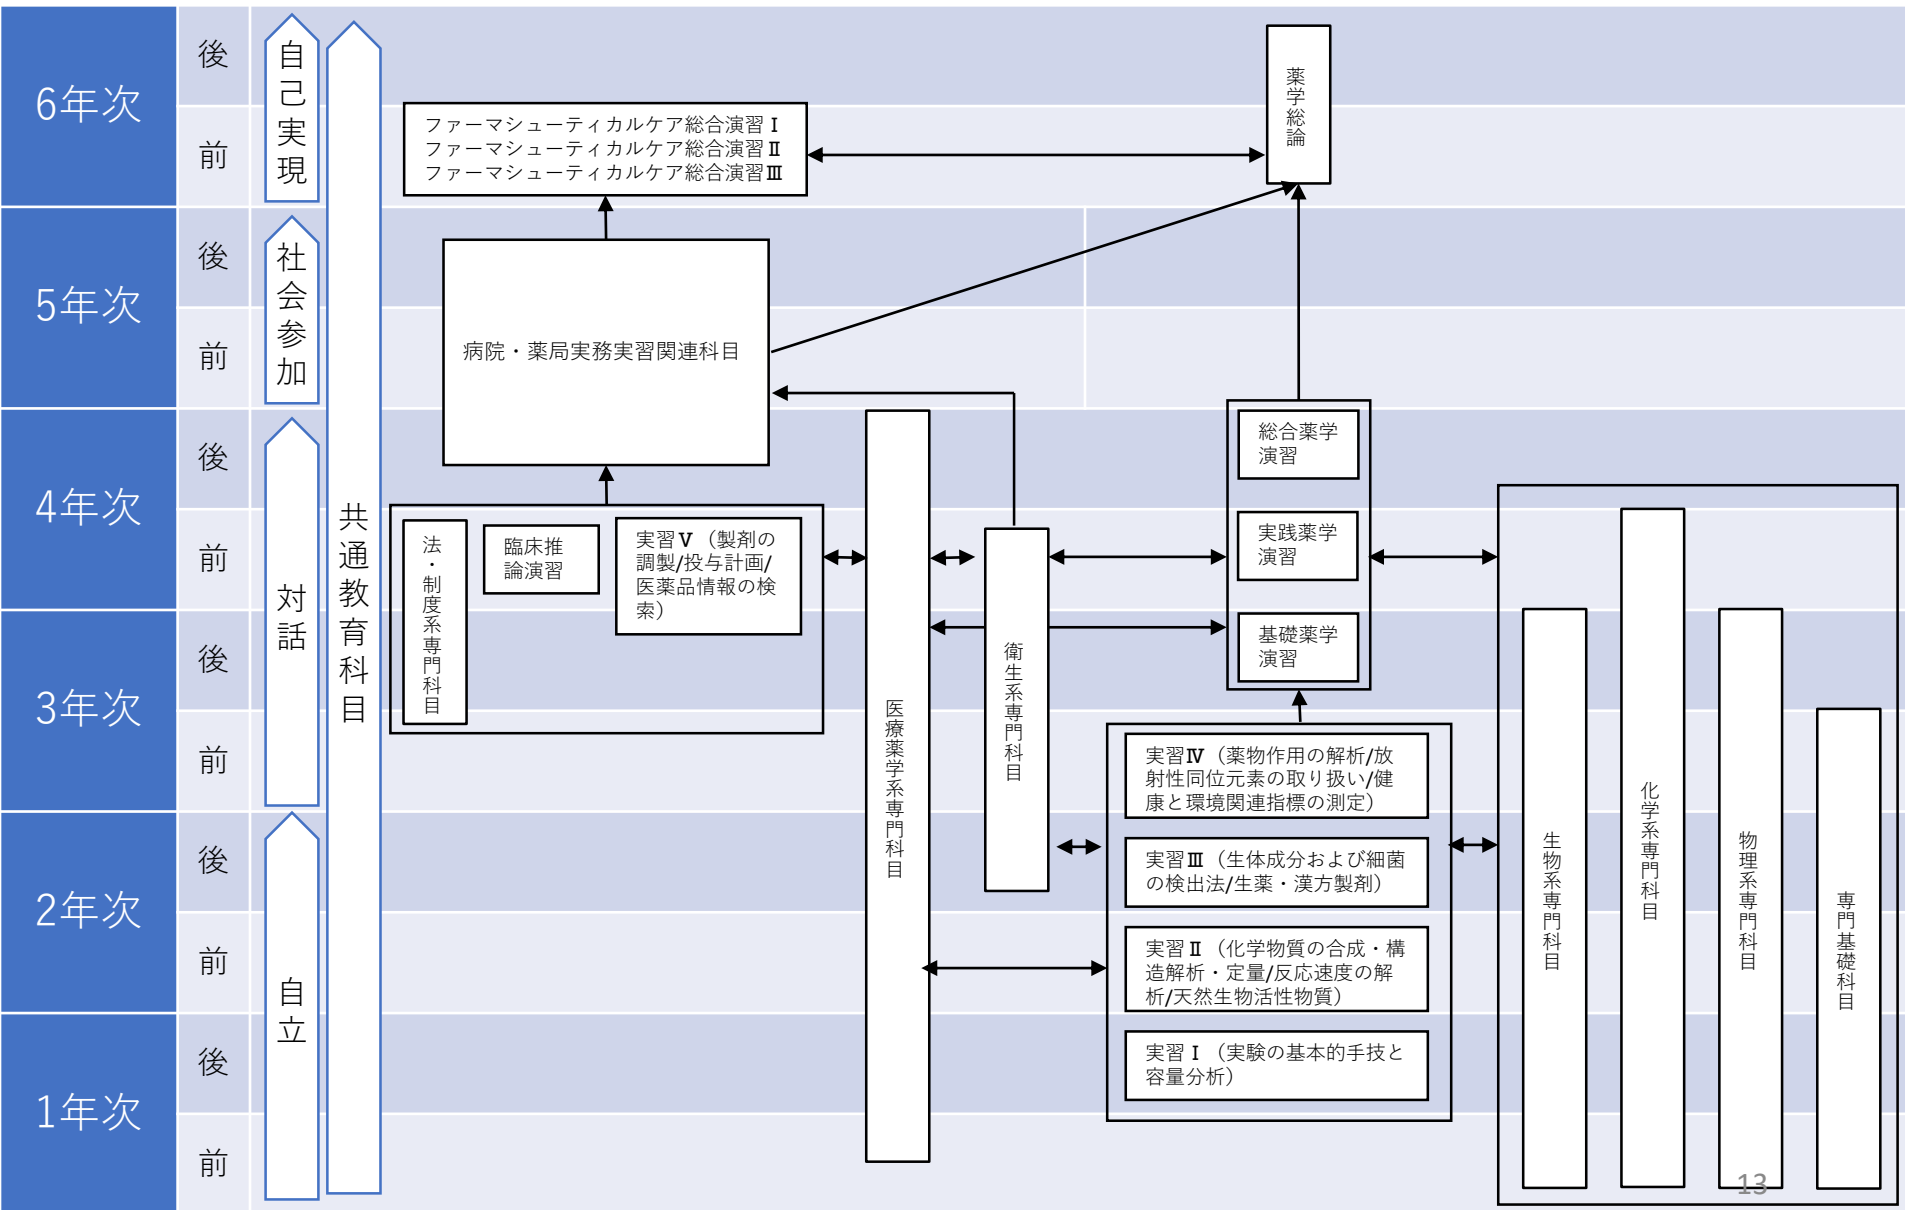 6年次
後
前
5年次
後
前
4年次
後
前
3年次
後
前
2年次
後
前
1年次
後
前
自己実現
社会参加
対話
自立
共通教育科目
ファーマシューティカルケア総合演習Ⅰ
ファーマシューティカルケア総合演習Ⅱ
ファーマシューティカルケア総合演習Ⅲ
薬学総論
病院・薬局実務実習関連科目
法・制度系専門科目
臨床推
論演習
実習Ⅴ（製剤の
調製/投与計画/
医薬品情報の検
索）
医療薬学系専門科目
衛生系専門科目
総合薬学
演習
実践薬学
演習
基礎薬学
演習
実習Ⅳ（薬物作用の解析/放
射性同位元素の取り扱い/健
康と環境関連指標の測定）
実習Ⅲ（生体成分および細菌
の検出法/生薬・漢方製剤）
実習Ⅱ（化学物質の合成・構
造解析・定量/反応速度の解
析/天然生物活性物質）
実習Ⅰ（実験の基本的手技と
容量分析）
生物系専門科目
化学系専門科目
物理系専門科目
専門基礎科目
13